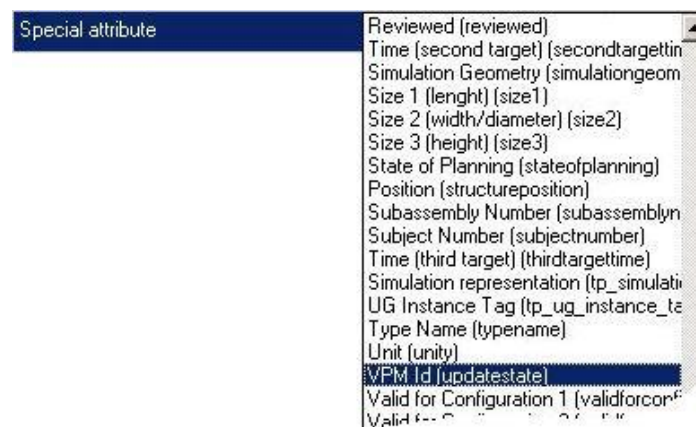 Special attribute
Reviewed (reviewed)
Time (second target) (secondtargettin
Simulation Geometry (simulationgeom
Size 1 (lenght) (size1)
Size 2 (width/diameter) (size2)
Size 3 (height) (size3)
State of Planning (stateofplanning)
Position (structureposition)
Subassembly Number (subassemblyn
Subject Number (subjectnumber)
Time (third target) (thirdtargettime)
Simulation representation (tp_simulati
UG Instance Tag (tp_ug_instance_ta
Type Name (typename)
Unit (unity)
VPM Id (updatestate)
Valid for Configuration 1 (validforconf
Valid for